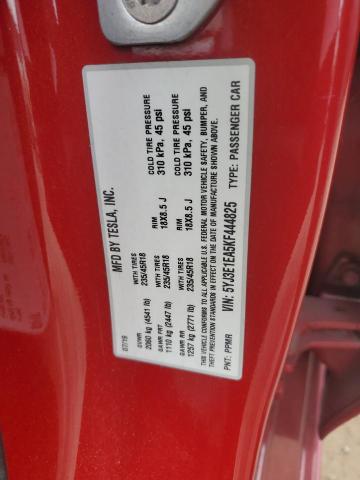 MFD BY TESLA, INC.
07/19
GVWR
2060 kg (4541 lb)
GAWR FRT
1110 kg (2447 lb)
WITH TIRES
235/45R18
RIM
18X8.5 J
COLD TIRE PRESSURE
310 kPa, 45 psi
GAWR RR
1257 kg (2771 lb)
WITH TIRES
235/45R18
RIM
18X8.5 J
COLD TIRE PRESSURE
310 kPa, 45 psi
THIS VEHICLE CONFORMS TO ALL APPLICABLE U.S. FEDERAL MOTOR VEHICLE SAFETY, BUMPER, AND
THEFT PREVENTION STANDARDS IN EFFECT ON THE DATE OF MANUFACTURE SHOWN ABOVE.
VIN: 5YJ3E1EA5KF444825
TYPE: PASSENGER CAR
PNT: PPMR